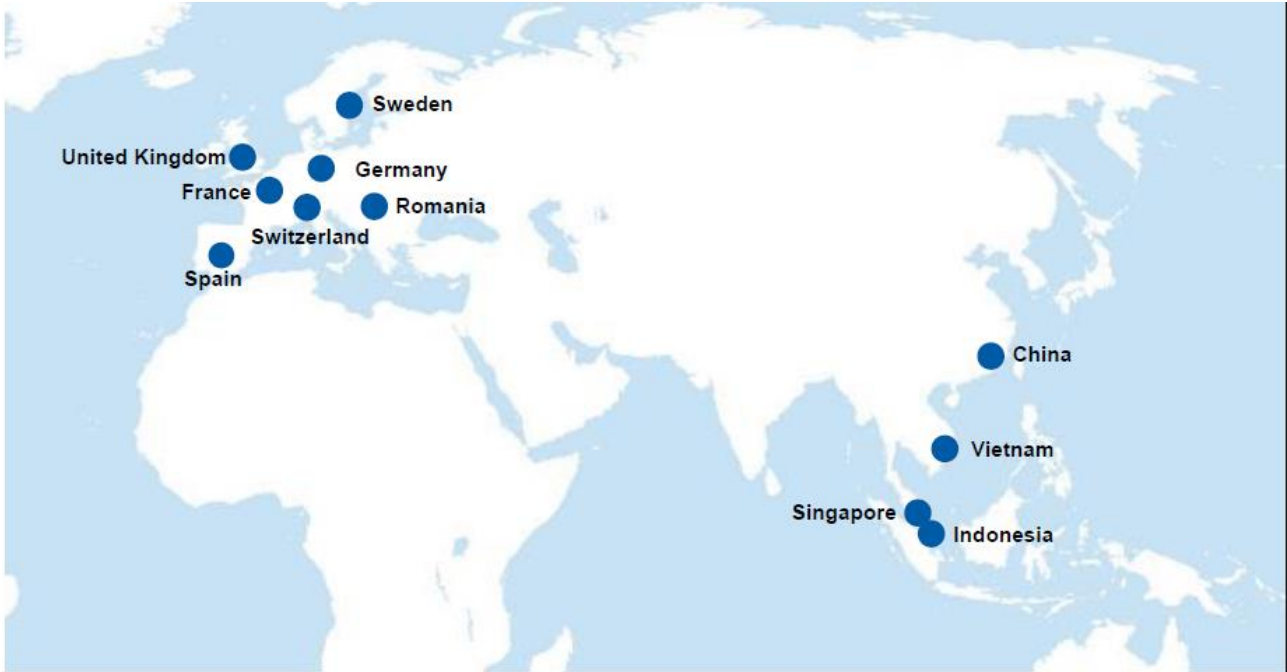 Sweden
United Kingdom
Germany
France
Romania
Switzerland
Spain
China
Vietnam
Singapore
Indonesia